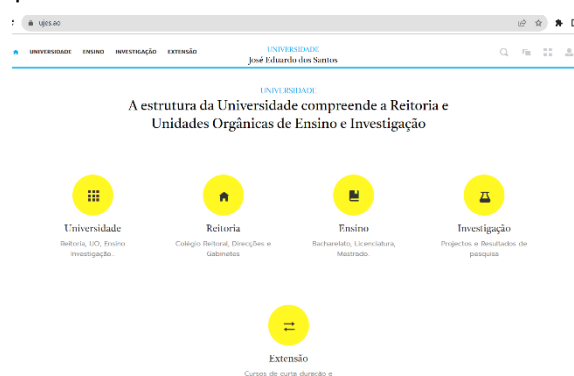 ujes.ao
UNIVERSIDADE ENSINO INVESTIGAÇÃO EXTENSÃO
UNIVERSIDADE
José Eduardo dos Santos
UNIVERSIDADE
A estrutura da Universidade compreende a Reitoria e
Unidades Orgânicas de Ensino e Investigação
Universidade
Reitoria, UO, Ensino
Investigação.
Reitoria
Colégio Reitoral, Direcções e
Gabinetes
Ensino
Bacharelato, Licenciatura,
Mestrado.
Investigação
Projectos e Resultados de
pesquisa
Extensão
Cursos de curta duração e